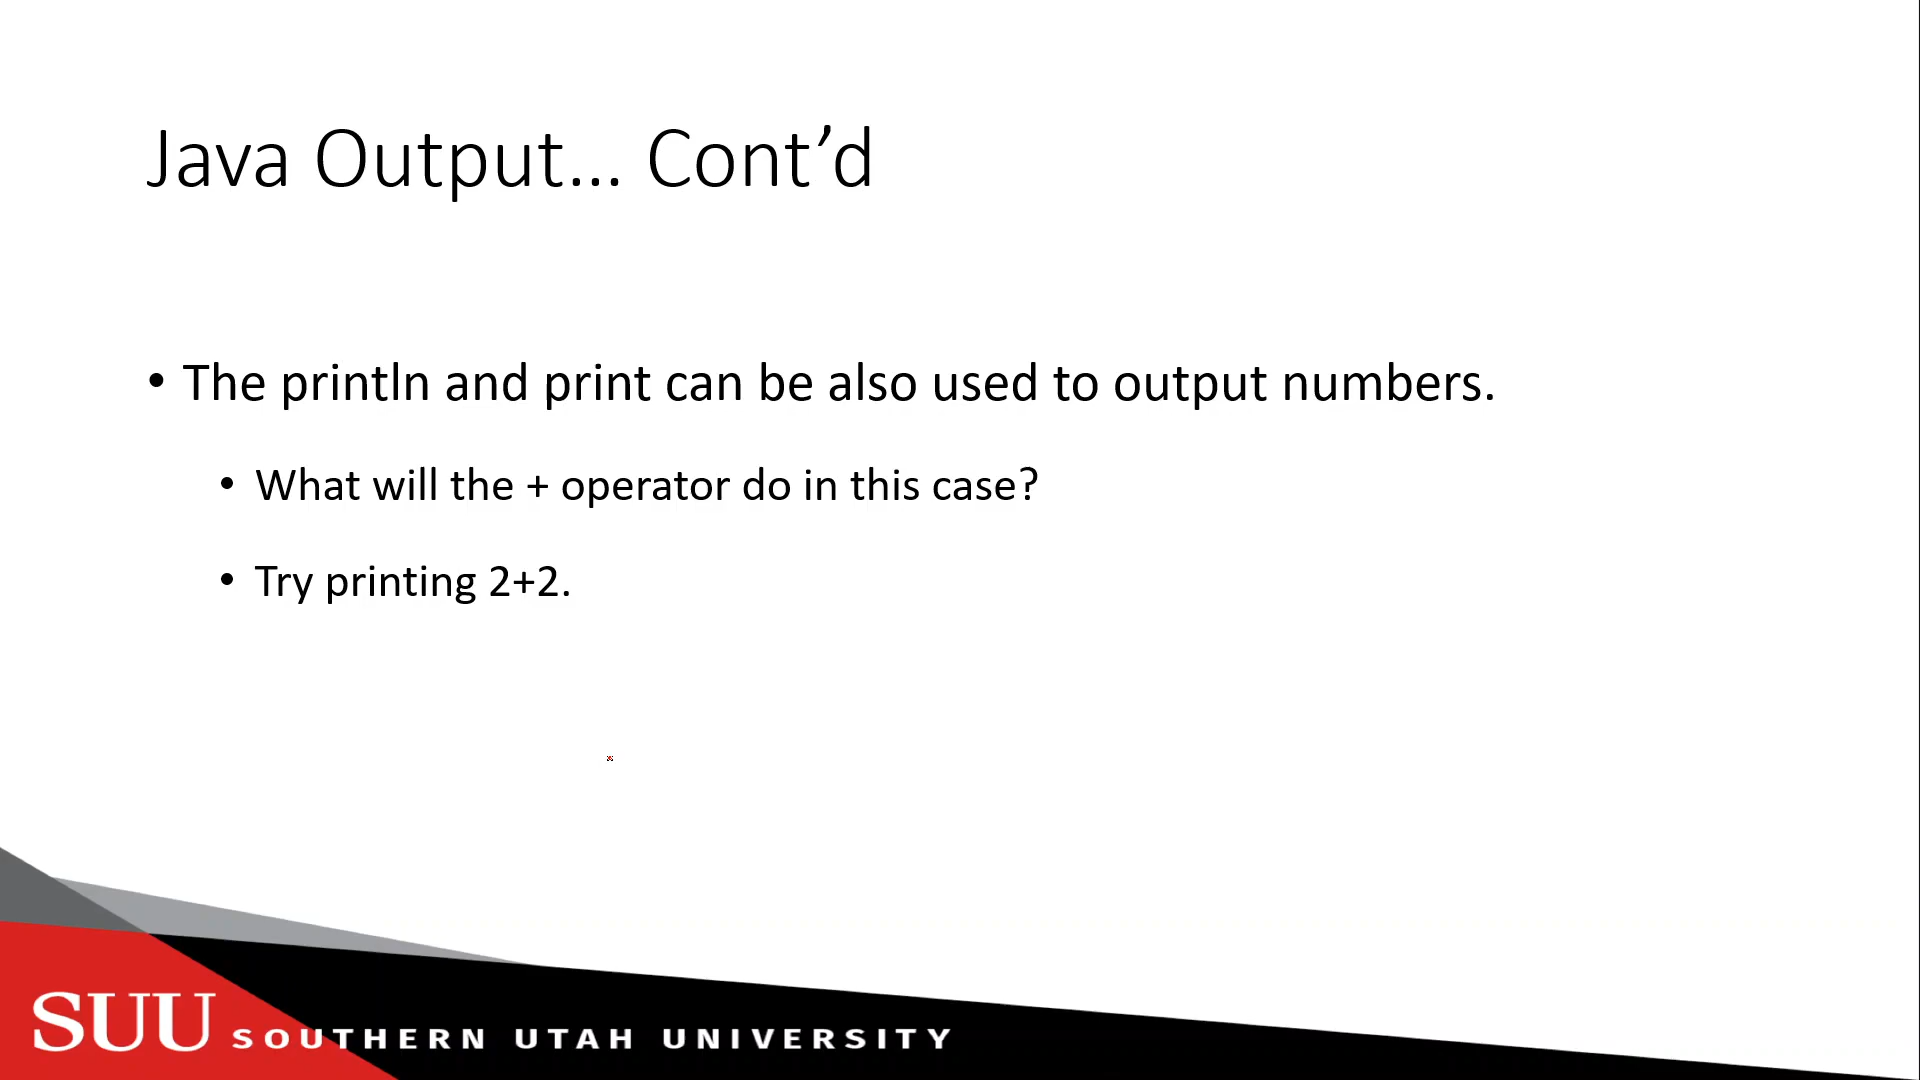 Java Output… Cont’d
• The println and print can be also used to output numbers.
• What will the + operator do in this case?
• Try printing 2+2.
SUU SOUTHERN UTAH UNIVERSITY